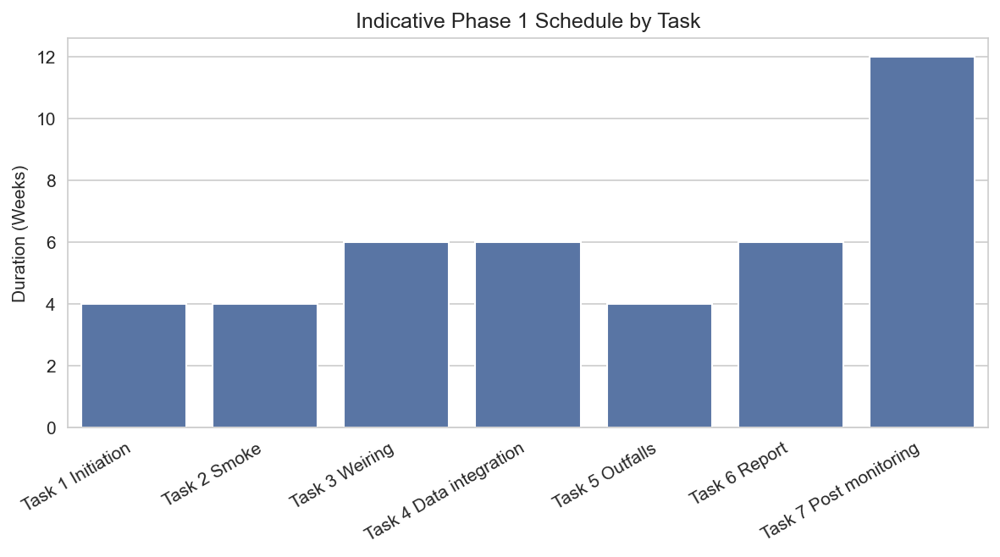 Indicative Phase 1 Schedule by Task
Duration (Weeks)
12
10
8
6
4
2
0
Task 1 Initiation
Task 2 Smoke
Task 3 Weiring
Task 4 Data integration
Task 5 Outfalls
Task 6 Report
Task 7 Post monitoring